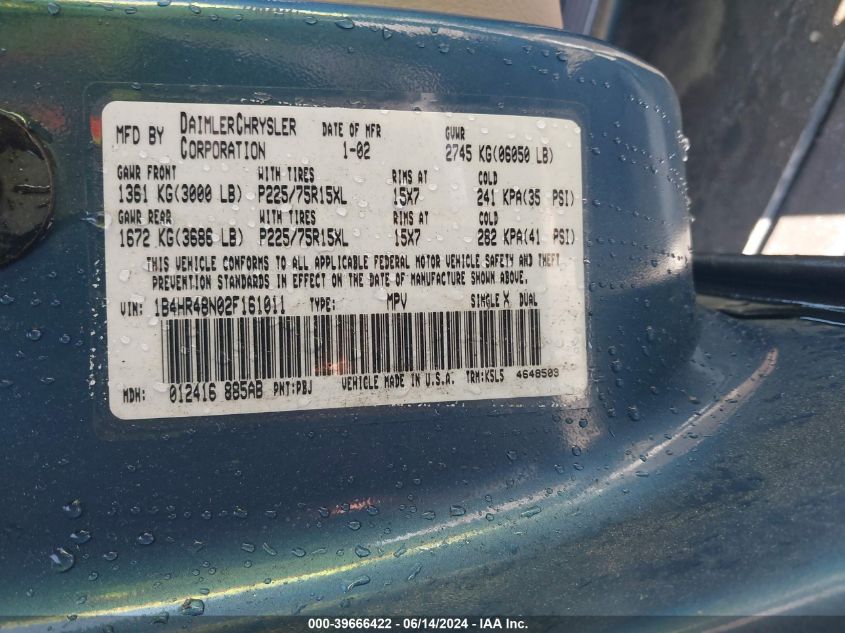 MFD BY DAIMLERCHRYSLER CORPORATION DATE OF MFR 1-02 GVWR 2745 KG(06050 LB)
GAWR FRONT WITH TIRES RIMS AT COLD
1361 KG(3000 LB) P225/75R15XL 15X7 241 KPA(35 PSI)
GAWR REAR WITH TIRES RIMS AT COLD
1672 KG(3686 LB) P225/75R15XL 15X7 282 KPA(41 PSI)
THIS VEHICLE CONFORMS TO ALL APPLICABLE FEDERAL MOTOR VEHICLE SAFETY AND THEFT
PREVENTION STANDARDS IN EFFECT ON THE DATE OF MANUFACTURE SHOWN ABOVE.
VIN: 1B4HR48N02F161011 TYPE: MPV SINGLE X DUAL
MDH: 012416 885AB PNT:PBJ VEHICLE MADE IN U.S.A. TRM:K5L5 4648503
000-39666422 - 06/14/2024 - IAA Inc.